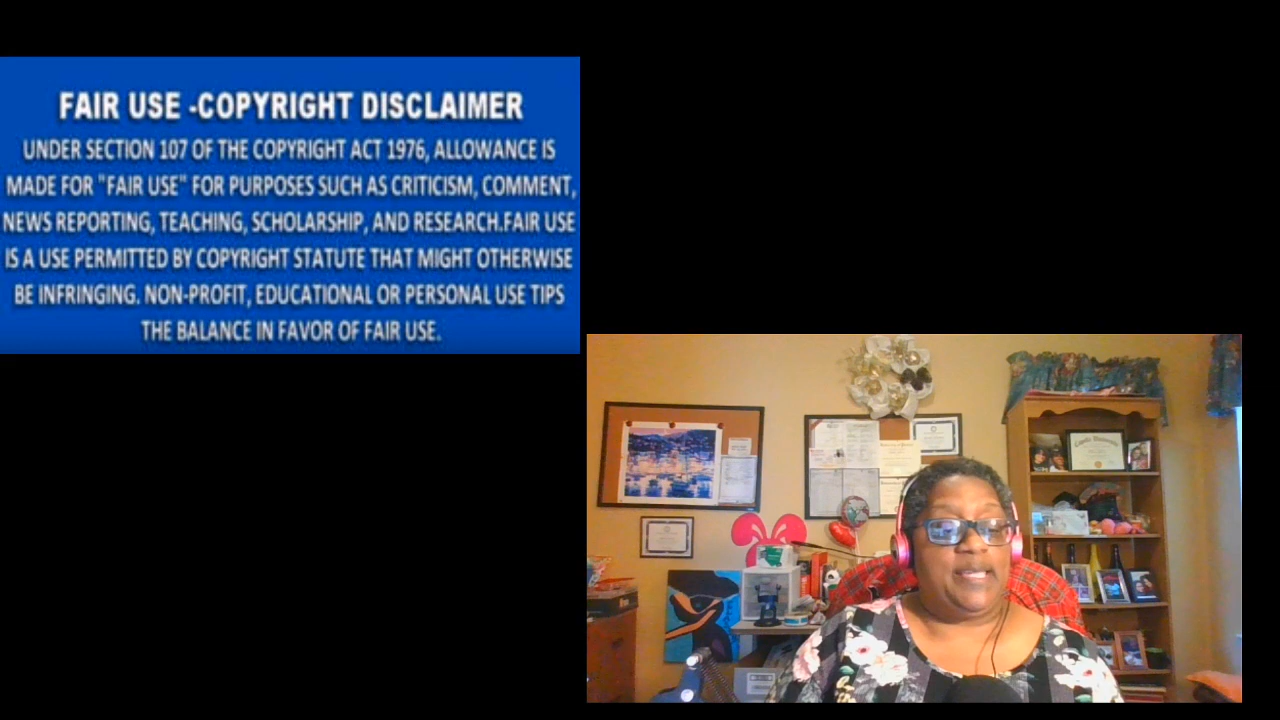 FAIR USE -COPYRIGHT DISCLAIMER
UNDER SECTION 107 OF THE COPYRIGHT ACT 1976, ALLOWANCE IS
MADE FOR "FAIR USE" FOR PURPOSES SUCH AS CRITICISM, COMMENT,
NEWS REPORTING, TEACHING, SCHOLARSHIP, AND RESEARCH.FAIR USE
IS A USE PERMITTED BY COPYRIGHT STATUTE THAT MIGHT OTHERWISE
BE INFRINGING. NON-PROFIT, EDUCATIONAL OR PERSONAL USE TIPS
THE BALANCE IN FAVOR OF FAIR USE.